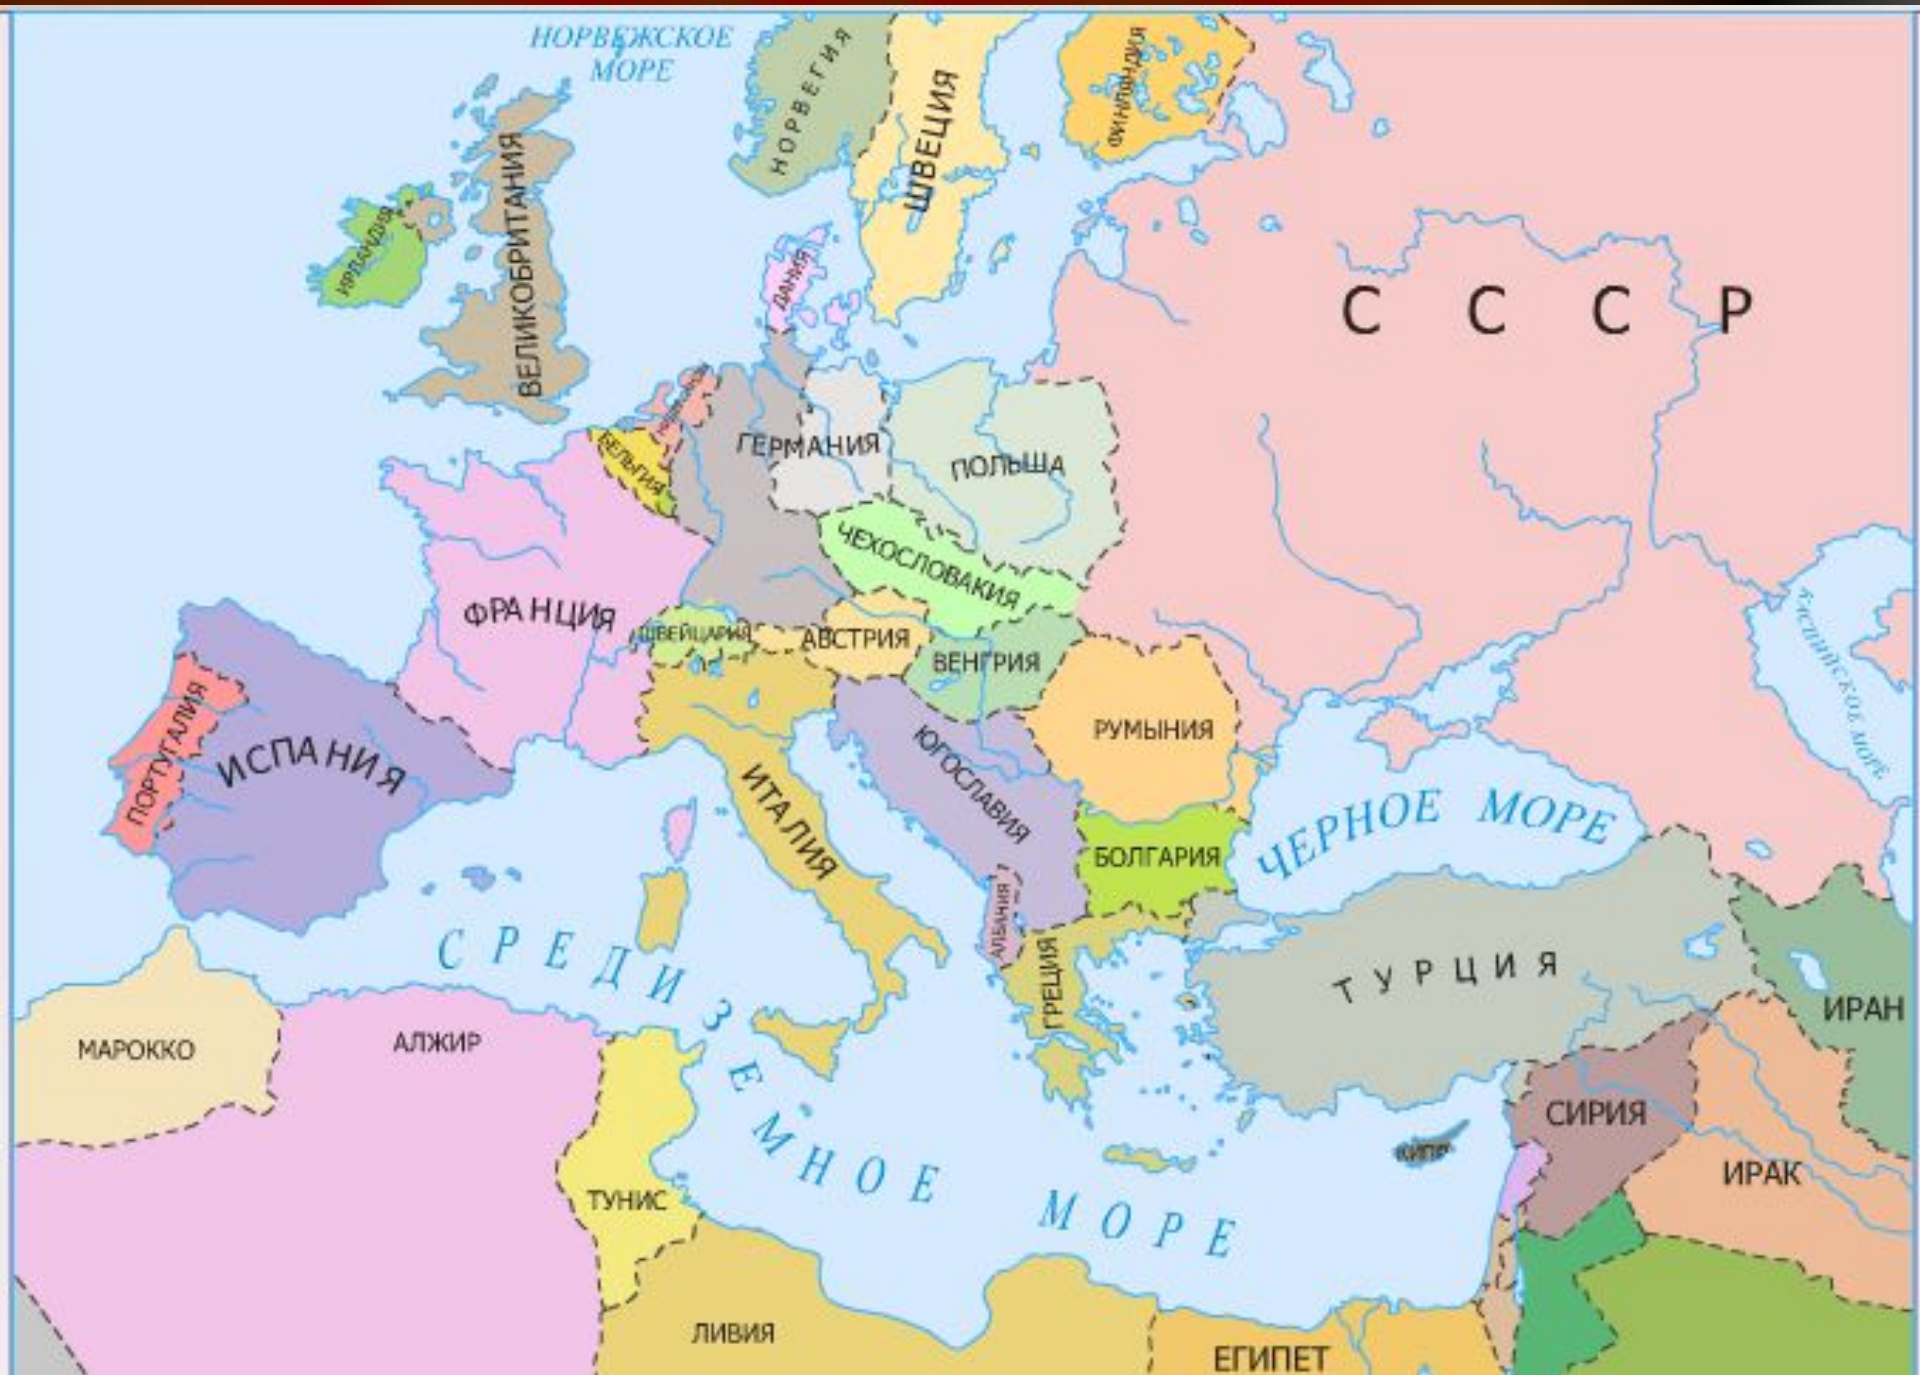 НОРВЕЖСКОЕ
МОРЕ
НОРВЕГИЯ
ШВЕЦИЯ
ФИНЛЯНДИЯ
ВЕЛИКОБРИТАНИЯ
ИРЛАНДИЯ
ДАНИЯ
С С С Р
БЕЛЬГИЯ
ГЕРМАНИЯ
ПОЛЬША
ЧЕХОСЛОВАКИЯ
ФРАНЦИЯ
ШВЕЙЦАРИЯ
АВСТРИЯ
ВЕНГРИЯ
КАСПИЙСКОЕ МОРЕ
ПОРТУГАЛИЯ
ИСПАНИЯ
РУМЫНИЯ
ЮГОСЛАВИЯ
ИТАЛИЯ
ЧЕРНОЕ МОРЕ
БОЛГАРИЯ
АЛБАНИЯ
ГРЕЦИЯ
ТУРЦИЯ
СРЕДИЗЕМНОЕ МОРЕ
ИРАН
МАРОККО
АЛЖИР
СИРИЯ
КИПР
ИРАК
ТУНИС
ЛИВИЯ
ЕГИПЕТ